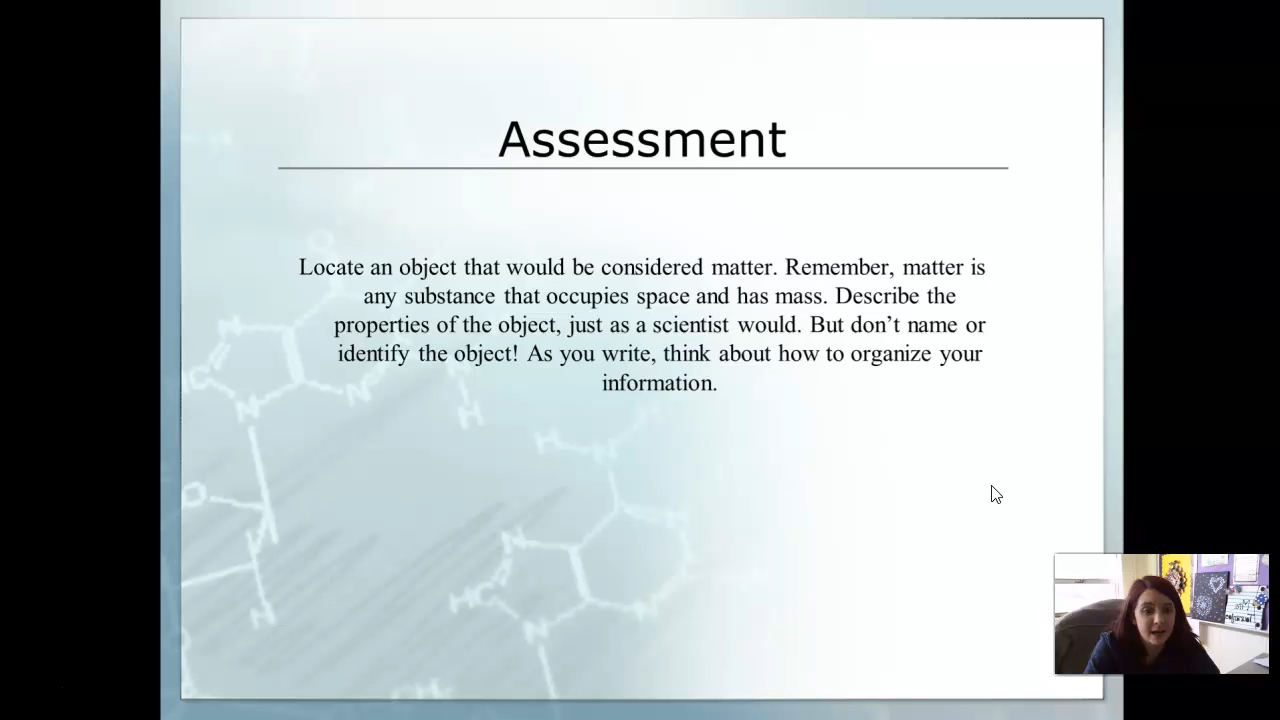 Assessment
Locate an object that would be considered matter. Remember, matter is
any substance that occupies space and has mass. Describe the
properties of the object, just as a scientist would. But don’t name or
identify the object! As you write, think about how to organize your
information.
O
N
HC
N
N
H
H
N
O
N
N
HC
N
N